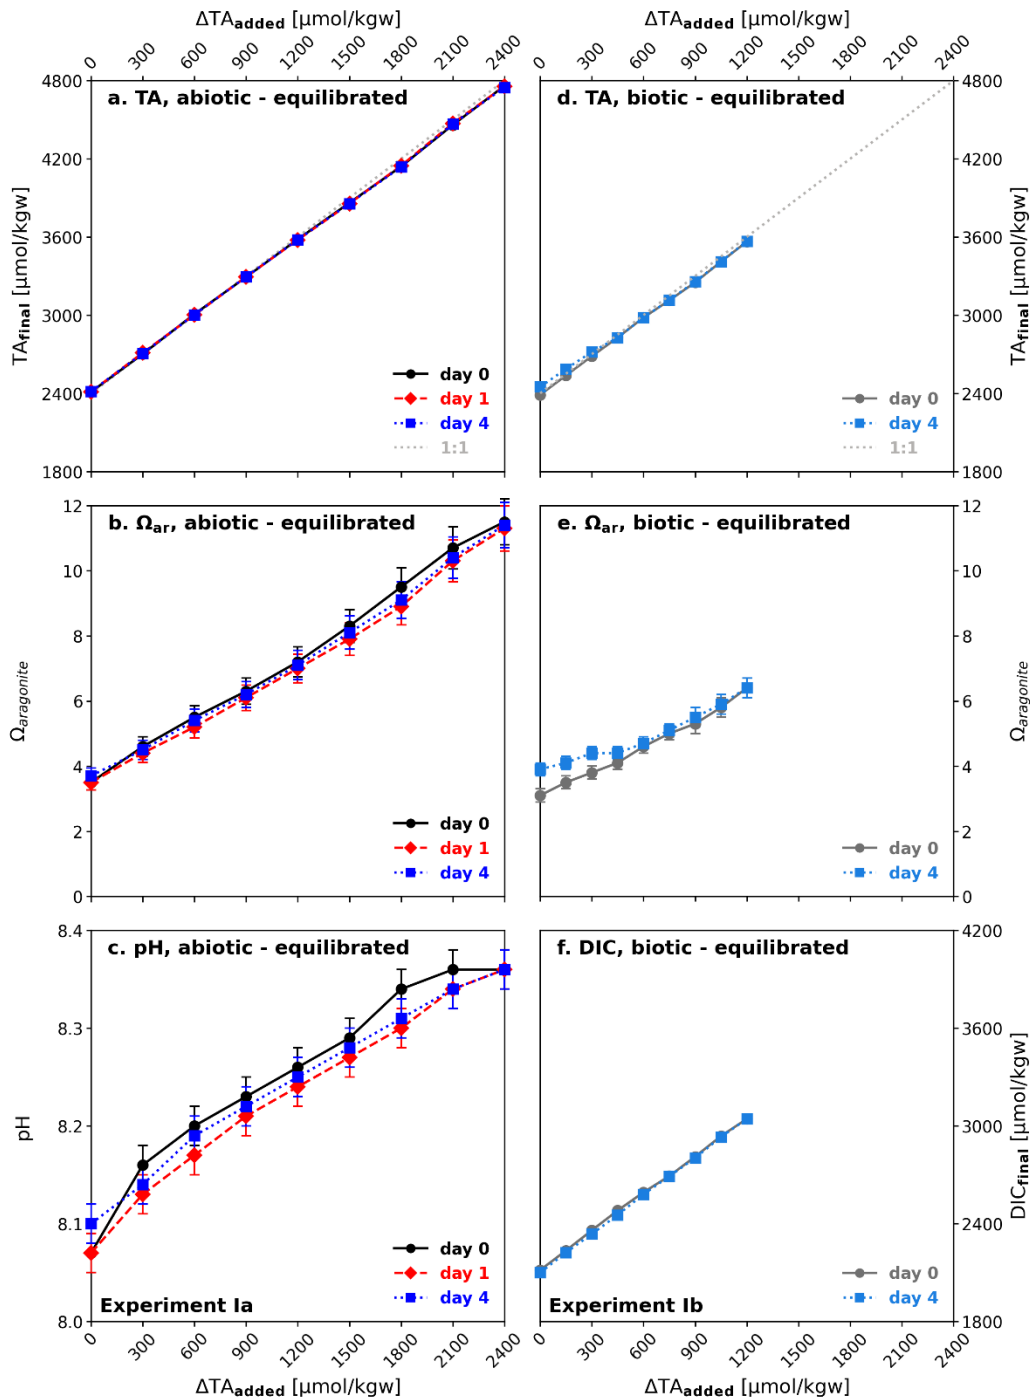 ΔTAadded [µmol/kgw]
ΔTAadded [µmol/kgw]
0 300 600 900 1200 1500 1800 2100 2400
0 300 600 900 1200 1500 1800 2100 2400
a. TA, abiotic - equilibrated
4800
4200
3600
3000
2400
1800
TAfinal [µmol/kgw]
day 0
day 1
day 4
1:1
d. TA, biotic - equilibrated
4800
4200
3600
3000
2400
1800
TAfinal [µmol/kgw]
day 0
day 4
1:1
b. Ωar, abiotic - equilibrated
12
10
8
6
4
2
0
Ωaragonite
day 0
day 1
day 4
e. Ωar, biotic - equilibrated
12
10
8
6
4
2
0
Ωaragonite
day 0
day 4
c. pH, abiotic - equilibrated
8.4
8.3
8.2
8.1
8.0
pH
day 0
day 1
day 4
Experiment Ia
f. DIC, biotic - equilibrated
4200
3600
3000
2400
1800
DICfinal [µmol/kgw]
day 0
day 4
Experiment Ib
0 300 600 900 1200 1500 1800 2100 2400
0 300 600 900 1200 1500 1800 2100 2400
ΔTAadded [µmol/kgw]
ΔTAadded [µmol/kgw]